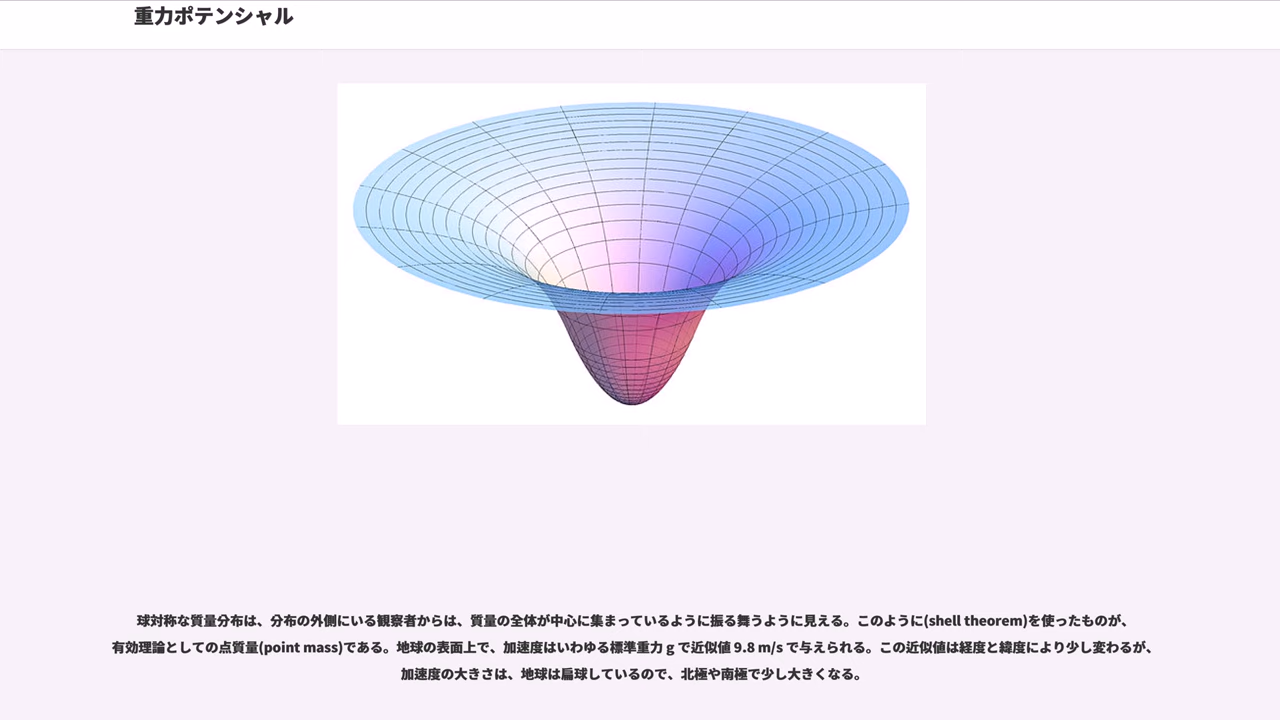 重力ポテンシャル
球対称な質量分布は、分布の外側にいる観察者からは、質量の全体が中心に集まっているように振る舞うように見える。このように(shell theorem)を使ったものが、
有効理論としての点質量(point mass)である。地球の表面上で、加速度はいわゆる標準重力 g で近似値 9.8 m/s で与えられる。この近似値は経度と緯度により少し変わるが、
加速度の大きさは、地球は扁球しているので、北極や南極で少し大きくなる。